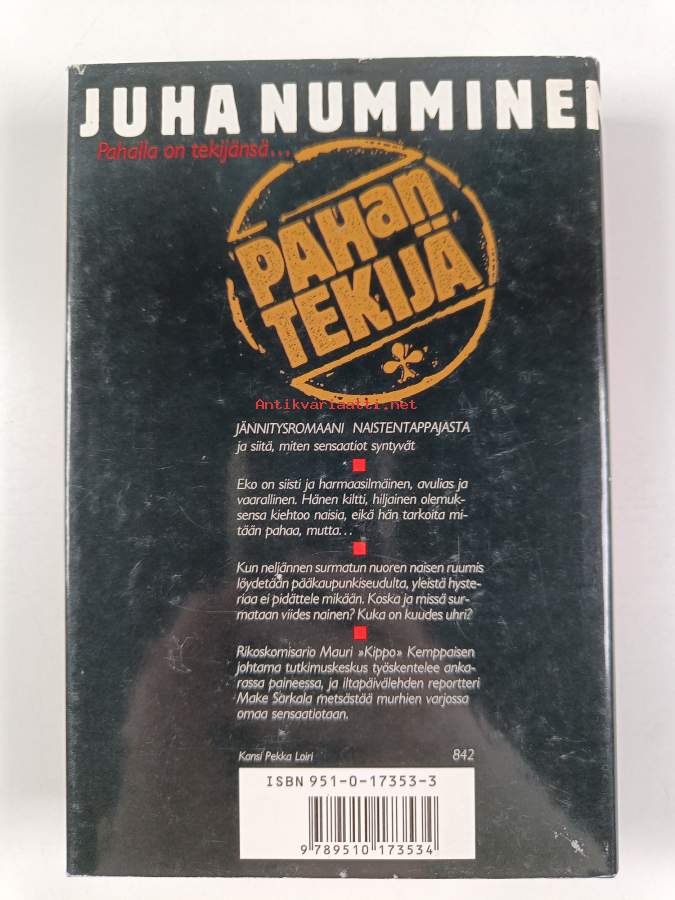 JUHA NUMMINEN
Pahalla on tekijänsä...
PAHan
TEKIJÄ
Antikvariaatti.net
JÄNNITYSROMAANI NAISTENTAPPAJASTA
ja siitä, miten sensaatiot syntyvät
Eko on siisti ja harmaasilmäinen, avulias ja
vaarallinen. Hänen kiltti, hiljainen olemuk-
sensa kiehtoo naisia, eikä hän tarkoita mi-
tään pahaa, mutta...
Kun neljännen surmatun nuoren naisen ruumis
löydetään pääkaupunkiseudulta, yleistä hyste-
riaa ei pidättele mikään. Koska ja missä sur-
mataan viides nainen? Kuka on kuudes uhri?
Rikoskomisario Mauri »Kippo» Kemppaisen
johtama tutkimuskeskus työskentelee anka-
rassa paineessa, ja iltapäivälehden reportteri
Make Sarkala metsästää murhien varjossa
omaa sensaatiotaan.
Kansi Pekka Loiri 842
ISBN 951-0-17353-3
9 789510 173534